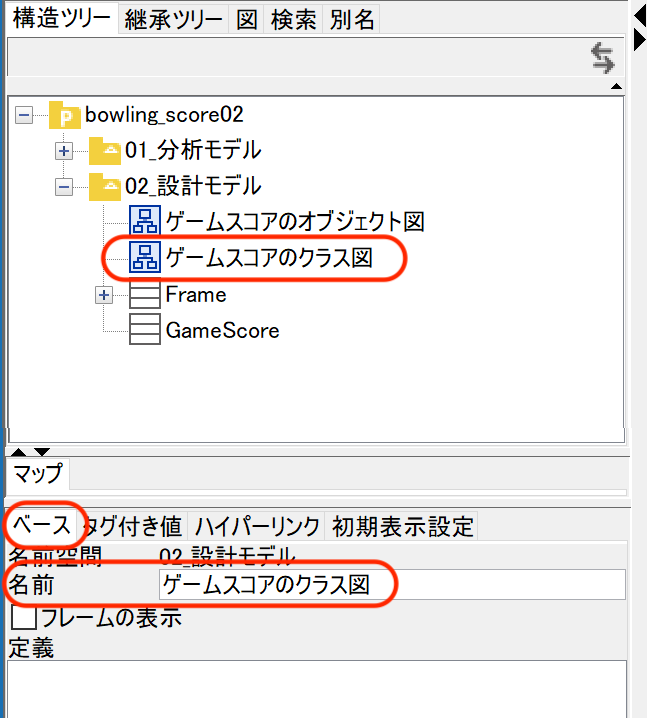 構造ツリー 継承ツリー 図 検索 別名
bowling_score02
01_分析モデル
02_設計モデル
ゲームスコアのオブジェクト図
ゲームスコアのクラス図
Frame
GameScore
マップ
ベース タグ付き値 ハイパーリンク 初期表示設定
名前空間 02_設計モデル
名前 ゲームスコアのクラス図
フレームの表示
定義